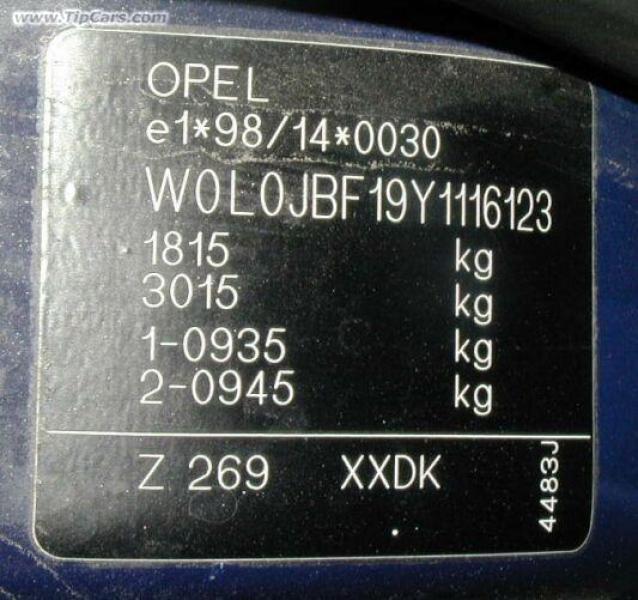 www.TipCars.com
OPEL
e1*98/14*0030
W0L0JBF19Y1116123
1815 kg
3015 kg
1-0935 kg
2-0945 kg
Z 269 XXDK
4483J